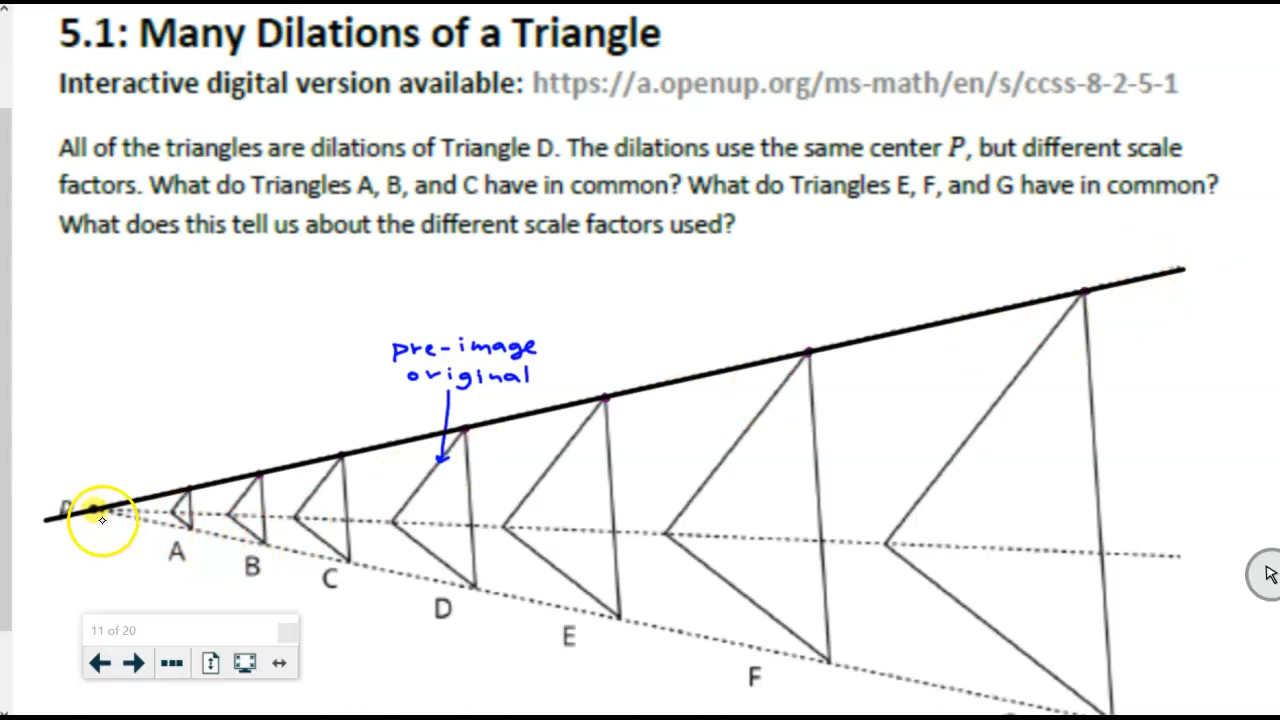 5.1: Many Dilations of a Triangle
Interactive digital version available: https://a.openup.org/ms-math/en/s/ccss-8-2-5-1
All of the triangles are dilations of Triangle D. The dilations use the same center P, but different scale
factors. What do Triangles A, B, and C have in common? What do Triangles E, F, and G have in common?
What does this tell us about the different scale factors used?
pre-image
original
A
B
C
D
E
F
11 of 20